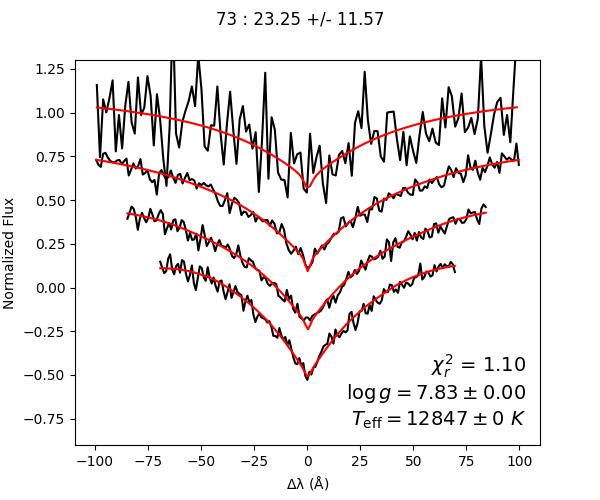 73 : 23.25 +/- 11.57
1.25
1.00
0.75
0.50
0.25
0.00
−0.25
−0.50
−0.75
Normalized Flux
χ²ᵣ = 1.10
log g = 7.83 ± 0.00
T_eff = 12847 ± 0 K
−100 −75 −50 −25 0 25 50 75 100
Δλ (Å)